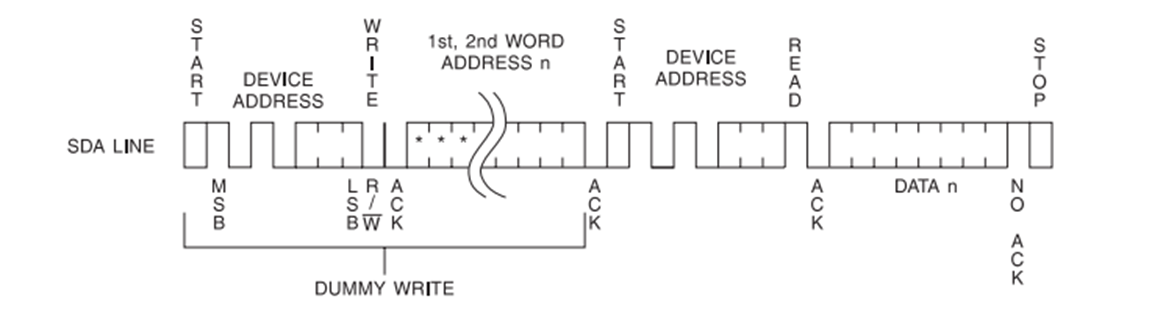 START
WRITE
1st, 2nd WORD
ADDRESS n
START
DEVICE
ADDRESS
READ
STOP
DEVICE
ADDRESS
SDA LINE
* * *
MSB
LSB
R/W
ACK
ACK
ACK
DATA n
NO ACK
DUMMY WRITE